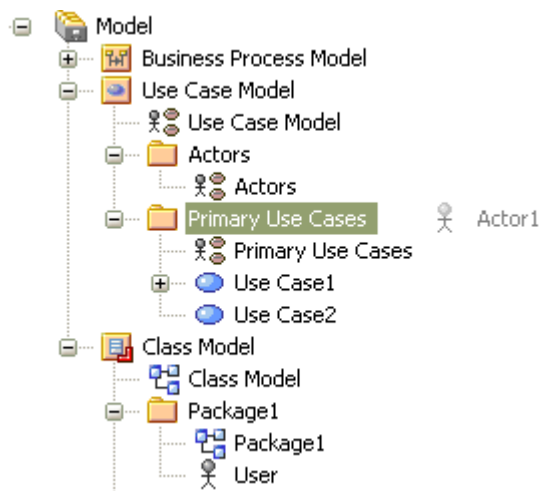 Model
Business Process Model
Use Case Model
Use Case Model
Actors
Actors
Primary Use Cases Actor1
Primary Use Cases
Use Case1
Use Case2
Class Model
Class Model
Package1
Package1
User